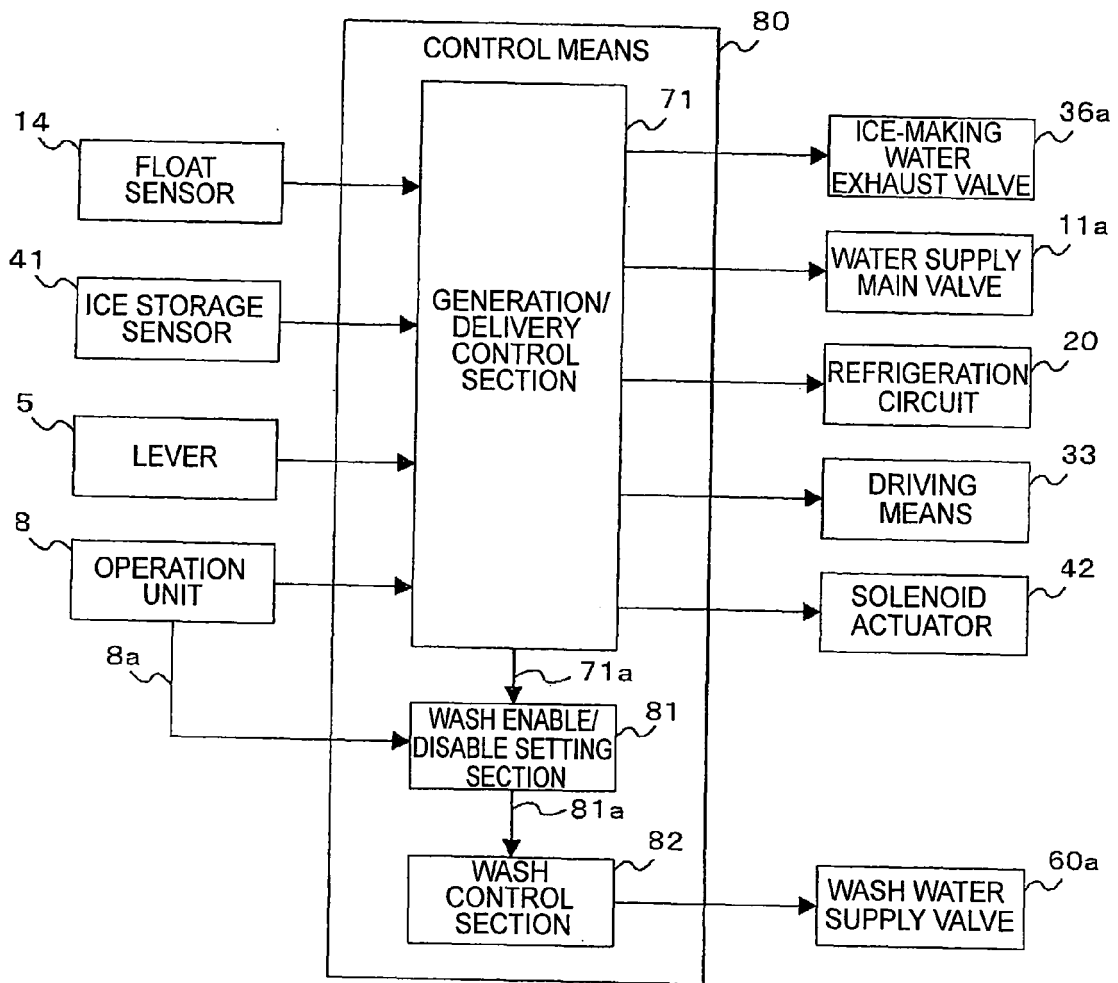 80
CONTROL MEANS
14
FLOAT
SENSOR
41
ICE STORAGE
SENSOR
5
LEVER
8
OPERATION
UNIT
8a
71
GENERATION/
DELIVERY
CONTROL
SECTION
71a
WASH ENABLE/
DISABLE SETTING
SECTION
81
81a
82
WASH
CONTROL
SECTION
36a
ICE-MAKING
WATER
EXHAUST VALVE
11a
WATER SUPPLY
MAIN VALVE
20
REFRIGERATION
CIRCUIT
33
DRIVING
MEANS
42
SOLENOID
ACTUATOR
60a
WASH WATER
SUPPLY VALVE